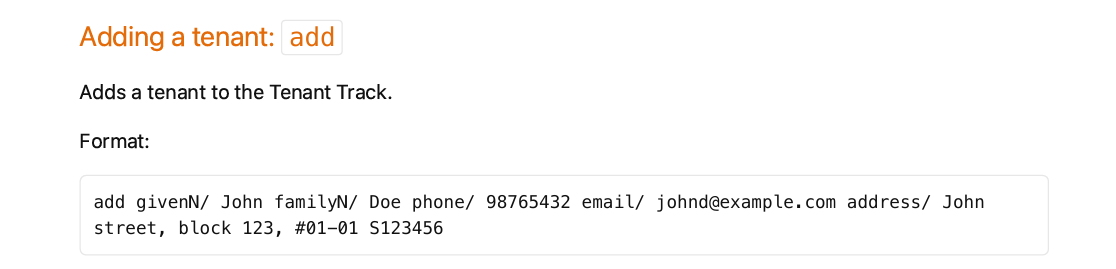 Adding a tenant: add
Adds a tenant to the Tenant Track.
Format:
add givenN/ John familyN/ Doe phone/ 98765432 email/ johnd@example.com address/ John
street, block 123, #01-01 S123456